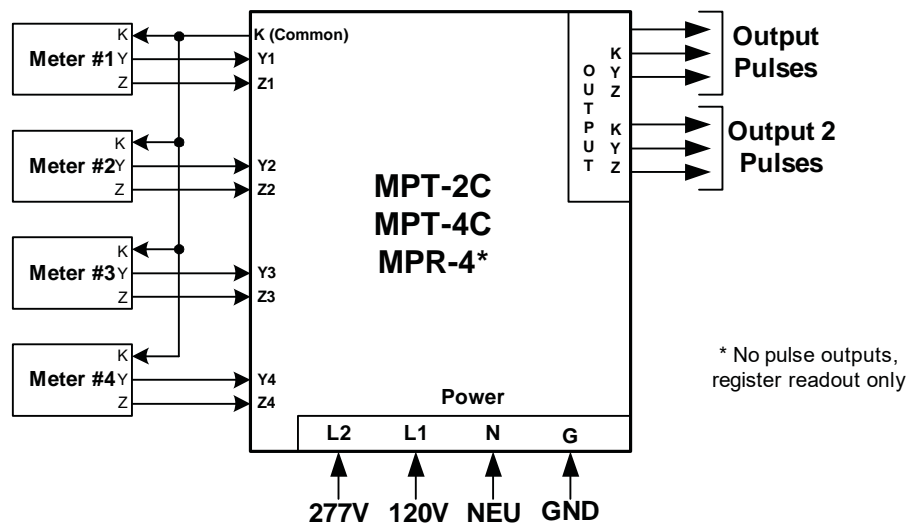 K
Meter #1
Y
Z
K
Meter #2
Y
Z
K
Meter #3
Y
Z
K
Meter #4
Y
Z
K (Common)
Y1
Z1
Y2
Z2
Y3
Z3
Y4
Z4
MPT-2C
MPT-4C
MPR-4*
OUTPUT
K
Y
Z
K
Y
Z
Output
Pulses
Output 2
Pulses
* No pulse outputs,
register readout only
Power
L2 L1 N G
277V 120V NEU GND